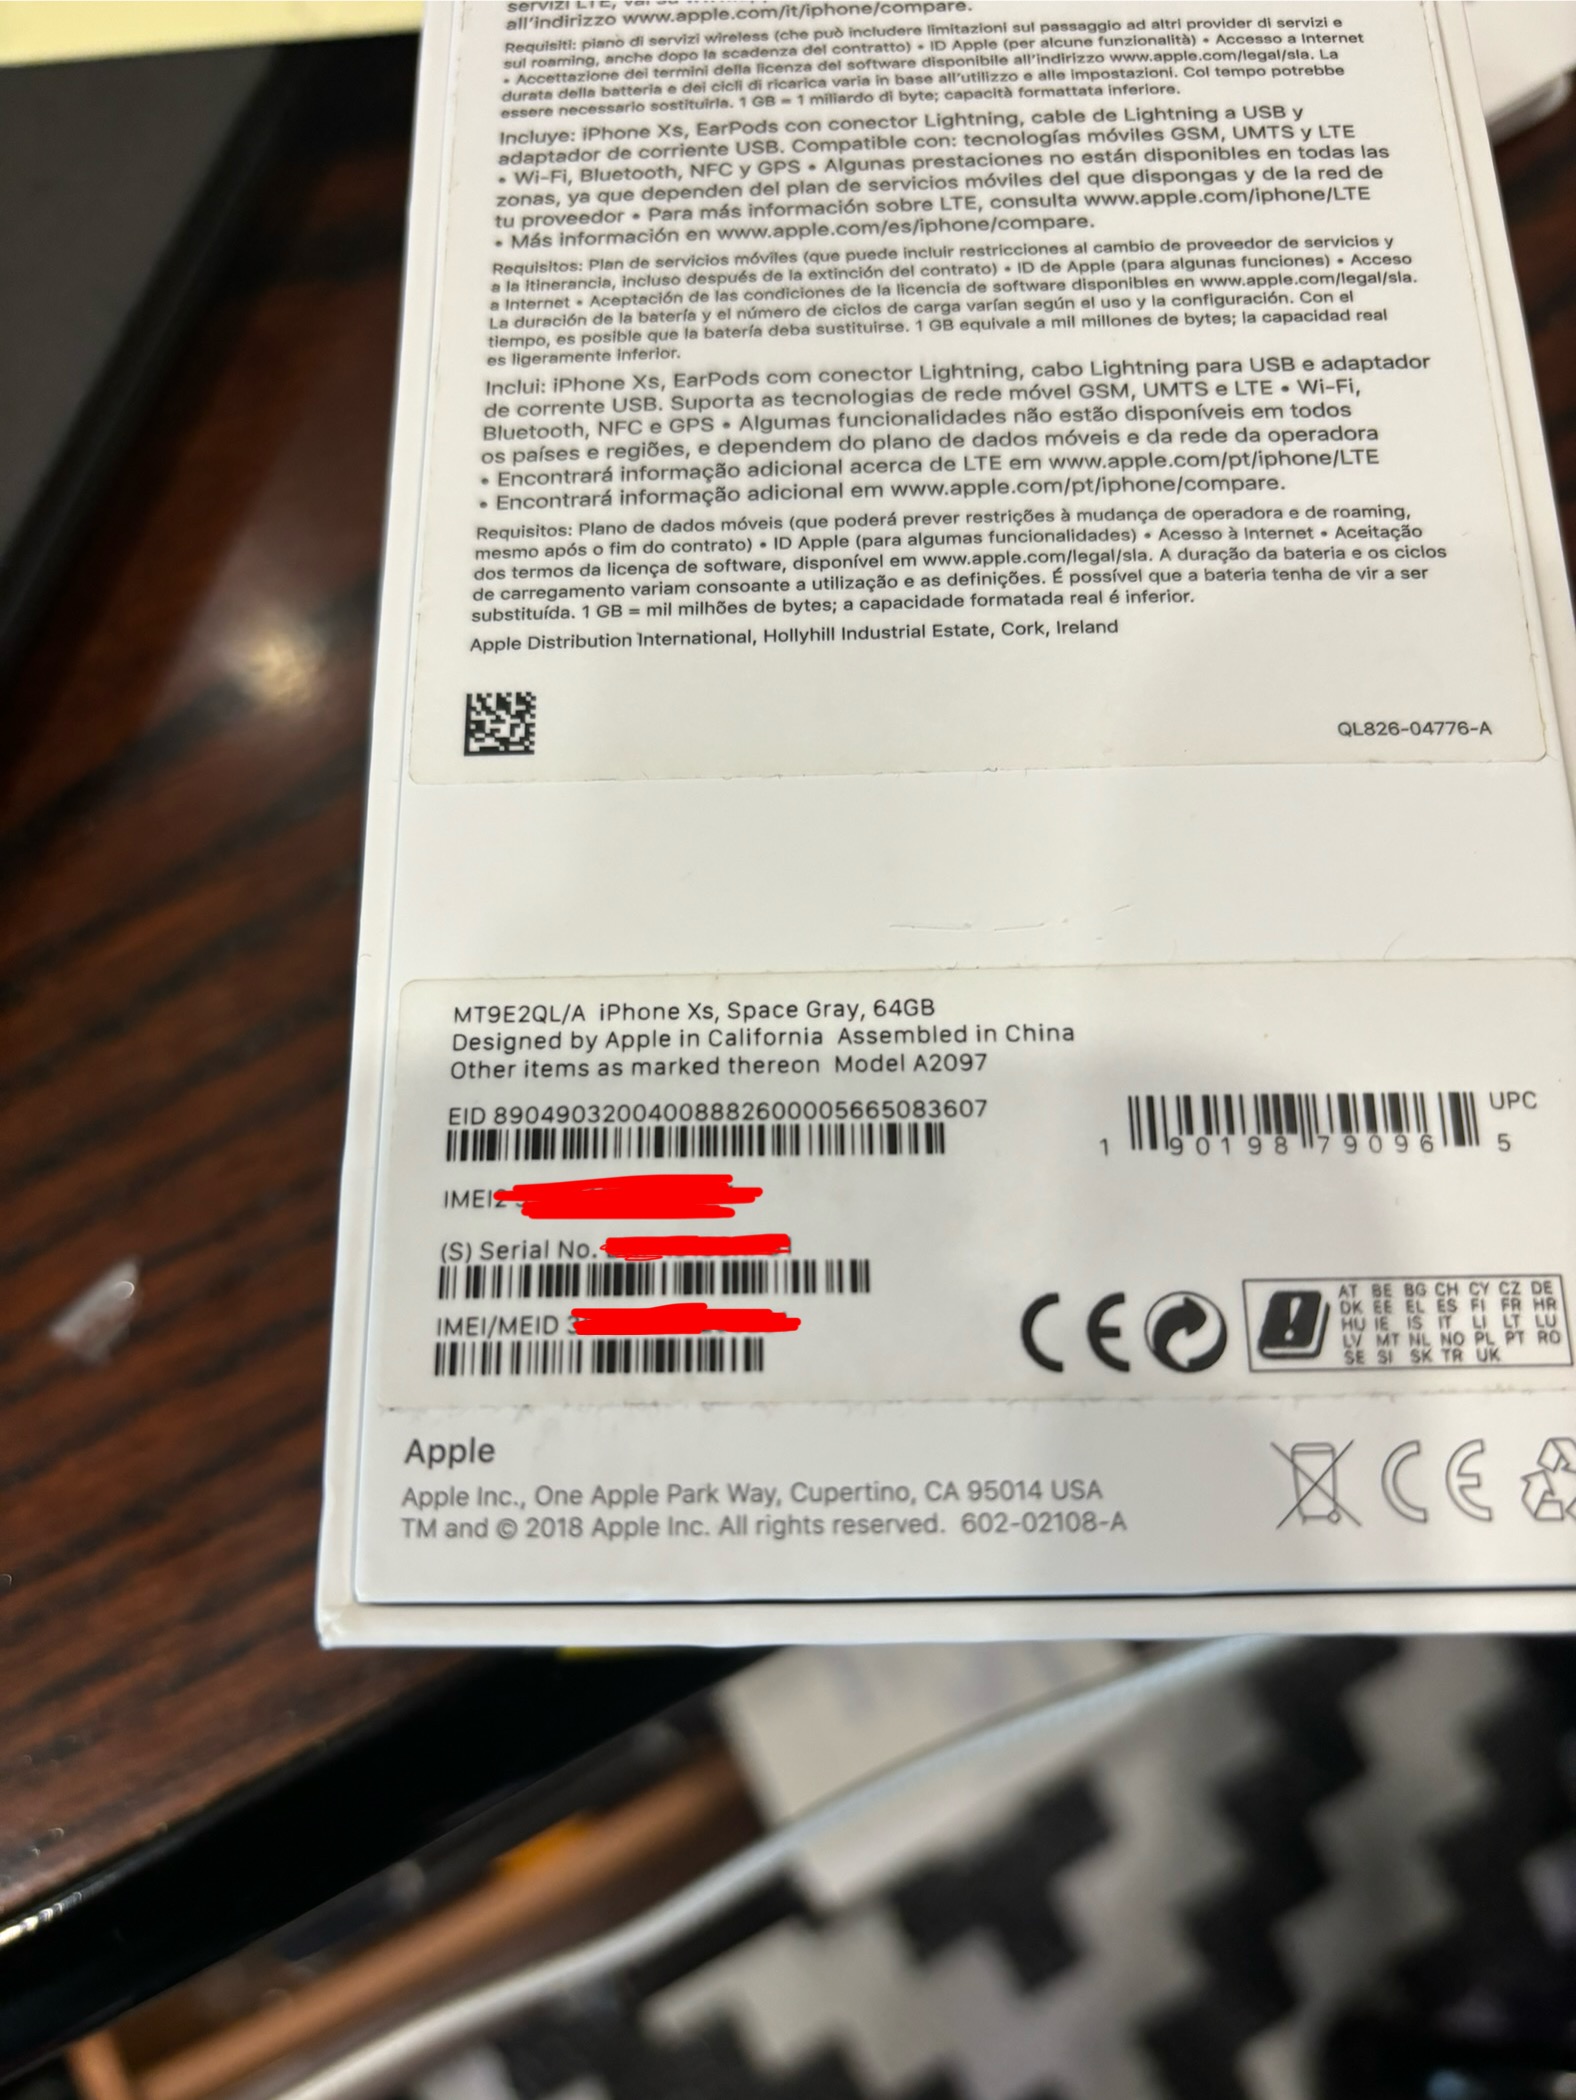 all'indirizzo www.apple.com/it/iphone/compare.
Requisiti: piano di servizi wireless (che può includere limitazioni sul passaggio ad altri provider di servizi e
sul roaming, anche dopo la scadenza del contratto) • ID Apple (per alcune funzionalità) • Accesso a Internet
• Accettazione dei termini della licenza del software disponibile all'indirizzo www.apple.com/legal/sla. La
durata della batteria e dei cicli di ricarica varia in base all'utilizzo e alle impostazioni. Col tempo potrebbe
essere necessario sostituirla. 1 GB = 1 miliardo di byte; capacità formattata inferiore.
Incluye: iPhone Xs, EarPods con conector Lightning, cable de Lightning a USB y
adaptador de corriente USB. Compatible con: tecnologías móviles GSM, UMTS y LTE
• Wi-Fi, Bluetooth, NFC y GPS • Algunas prestaciones no están disponibles en todas las
zonas, ya que dependen del plan de servicios móviles del que dispongas y de la red de
tu proveedor • Para más información sobre LTE, consulta www.apple.com/iphone/LTE
• Más información en www.apple.com/es/iphone/compare.
Requisitos: Plan de servicios móviles (que puede incluir restricciones al cambio de proveedor de servicios y
a la itinerancia, incluso después de la extinción del contrato) • ID de Apple (para algunas funciones) • Acceso
a Internet • Aceptación de las condiciones de la licencia de software disponibles en www.apple.com/legal/sla.
La duración de la batería y el número de ciclos de carga varían según el uso y la configuración. Con el
tiempo, es posible que la batería deba sustituirse. 1 GB equivale a mil millones de bytes; la capacidad real
es ligeramente inferior.
Inclui: iPhone Xs, EarPods com conector Lightning, cabo Lightning para USB e adaptador
de corrente USB. Suporta as tecnologias de rede móvel GSM, UMTS e LTE • Wi-Fi,
Bluetooth, NFC e GPS • Algumas funcionalidades não estão disponíveis em todos
os países e regiões, e dependem do plano de dados móveis e da rede da operadora
• Encontrará informação adicional acerca de LTE em www.apple.com/pt/iphone/LTE
• Encontrará informação adicional em www.apple.com/pt/iphone/compare.
Requisitos: Plano de dados móveis (que poderá prever restrições à mudança de operadora e de roaming,
mesmo após o fim do contrato) • ID Apple (para algumas funcionalidades) • Acesso à Internet • Aceitação
dos termos da licença de software, disponível em www.apple.com/legal/sla. A duração da bateria e os ciclos
de carregamento variam consoante a utilização e as definições. É possível que a bateria tenha de vir a ser
substituída. 1 GB = mil milhões de bytes; a capacidade formatada real é inferior.
Apple Distribution International, Hollyhill Industrial Estate, Cork, Ireland
QL826-04776-A
MT9E2QL/A iPhone Xs, Space Gray, 64GB
Designed by Apple in California Assembled in China
Other items as marked thereon Model A2097
EID 89049032004008882600005665083607
UPC
1 90198 79096 5
IMEI2
(S) Serial No.
IMEI/MEID 3
CE
AT BE BG CH CY CZ DE
DK EE EL ES FI FR HR
HU IE IS IT LI LT LU
LV MT NL NO PL PT RO
SE SI SK TR UK
Apple
Apple Inc., One Apple Park Way, Cupertino, CA 95014 USA
TM and © 2018 Apple Inc. All rights reserved. 602-02108-A
CE